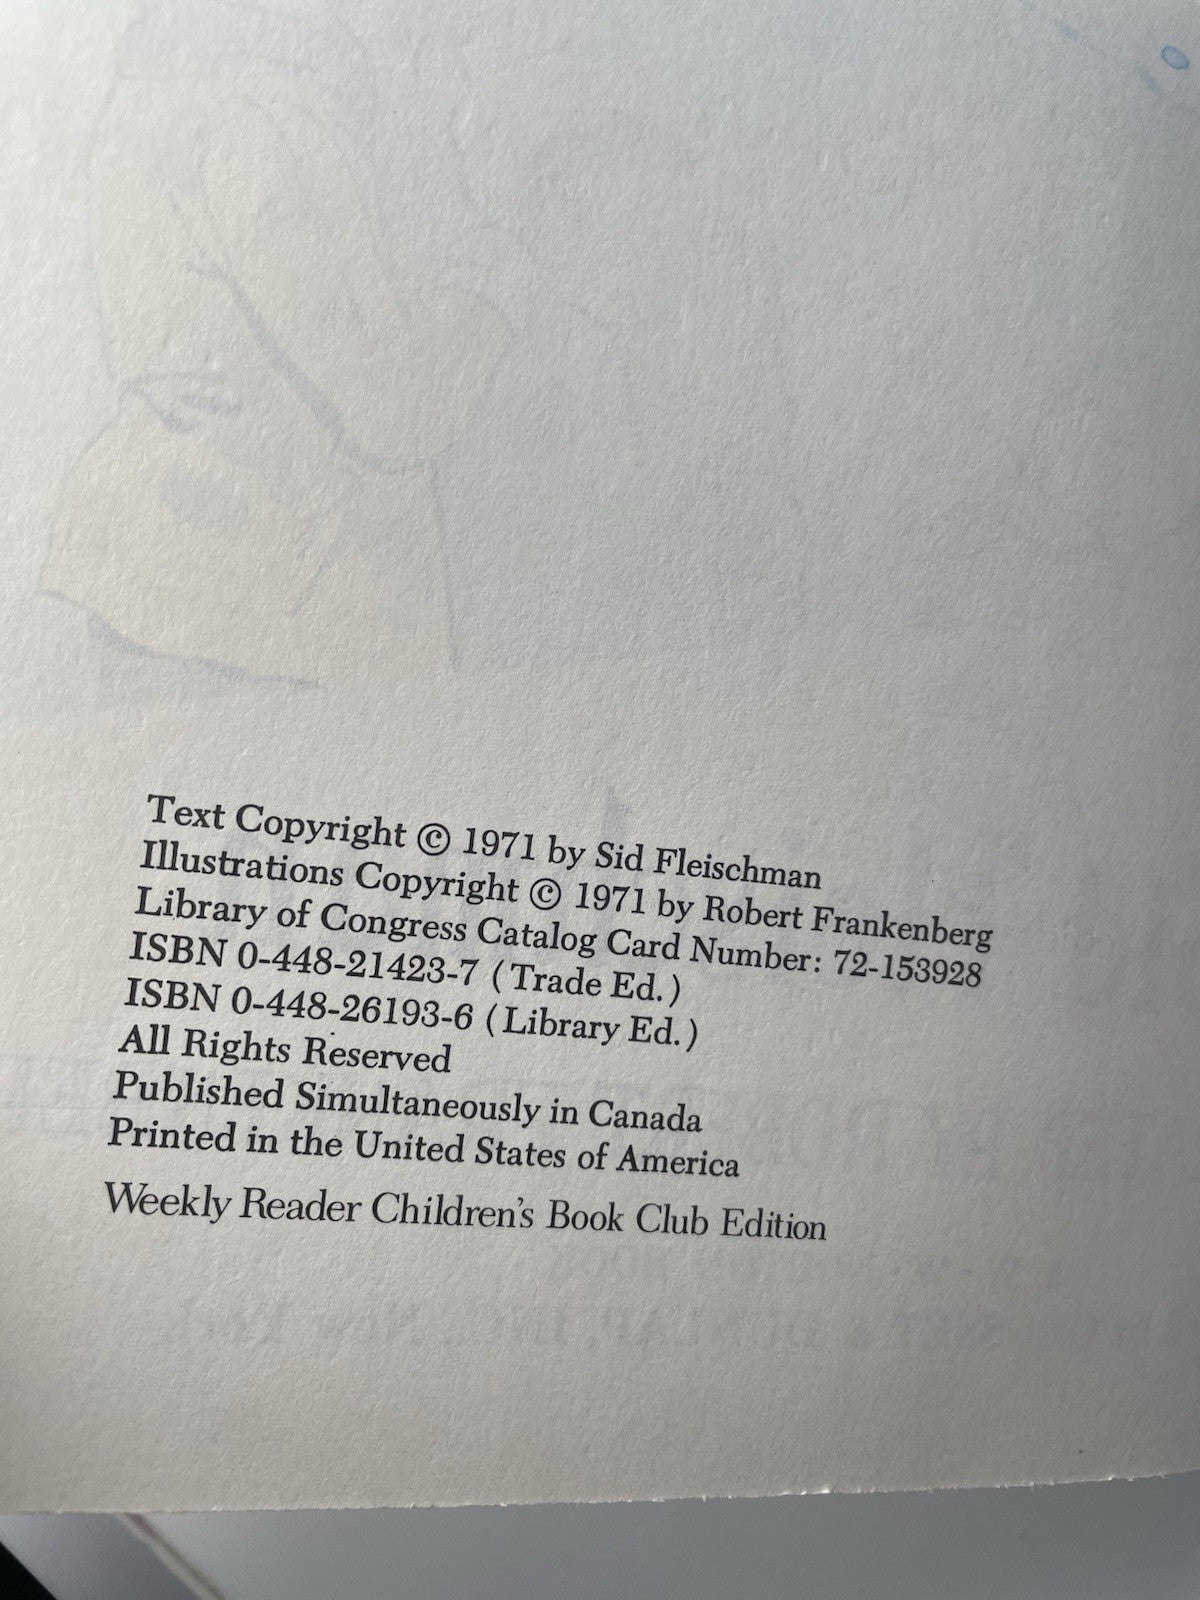 Text Copyright © 1971 by Sid Fleischman
Illustrations Copyright © 1971 by Robert Frankenberg
Library of Congress Catalog Card Number: 72-153928
ISBN 0-448-21423-7 (Trade Ed.)
ISBN 0-448-26193-6 (Library Ed.)
All Rights Reserved
Published Simultaneously in Canada
Printed in the United States of America
Weekly Reader Children's Book Club Edition